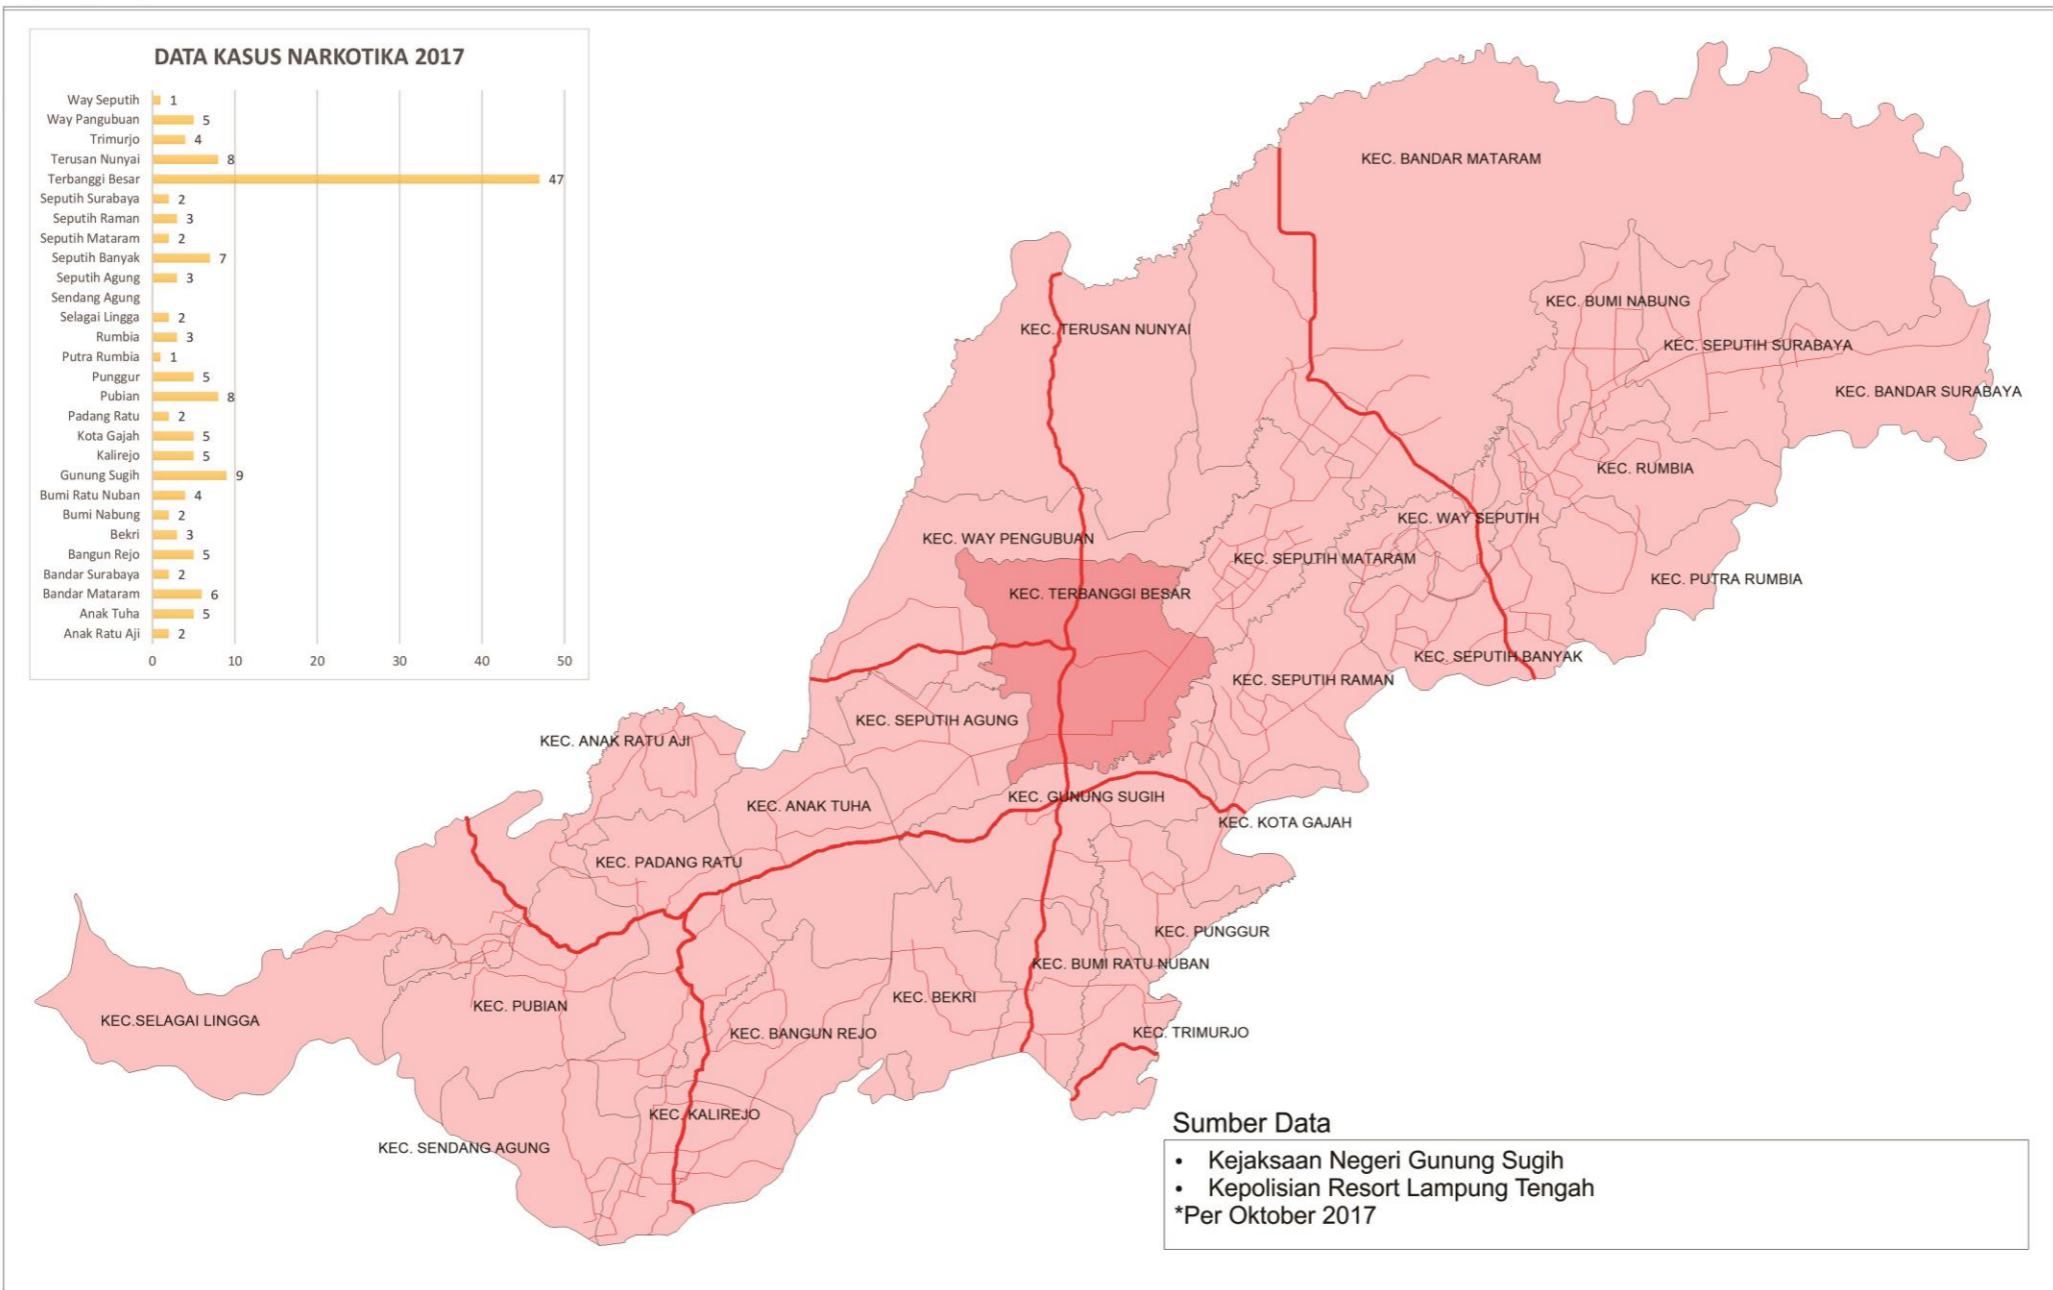 DATA KASUS NARKOTIKA 2017
Way Seputih 1
Way Pangubuan 5
Trimurjo 4
Terusan Nunyai 8
Terbanggi Besar 47
Seputih Surabaya 2
Seputih Raman 3
Seputih Mataram 2
Seputih Banyak 7
Seputih Agung 3
Sendang Agung
Selagai Lingga 2
Rumbia 3
Putra Rumbia 1
Punggur 5
Pubian 8
Padang Ratu 2
Kota Gajah 5
Kalirejo 5
Gunung Sugih 9
Bumi Ratu Nuban 4
Bumi Nabung 2
Bekri 3
Bangun Rejo 5
Bandar Surabaya 2
Bandar Mataram 6
Anak Tuha 5
Anak Ratu Aji 2
0 10 20 30 40 50
KEC. BANDAR MATARAM
KEC. BUMI NABUNG
KEC. TERUSAN NUNYAI
KEC. SEPUTIH SURABAYA
KEC. BANDAR SURABAYA
KEC. RUMBIA
KEC. WAY SEPUTIH
KEC. WAY PENGUBUAN
KEC. SEPUTIH MATARAM
KEC. PUTRA RUMBIA
KEC. TERBANGGI BESAR
KEC. SEPUTIH BANYAK
KEC. SEPUTIH RAMAN
KEC. SEPUTIH AGUNG
KEC. ANAK RATU AJI
KEC. GUNUNG SUGIH
KEC. ANAK TUHA
KEC. KOTA GAJAH
KEC. PADANG RATU
KEC. PUNGGUR
KEC. BUMI RATU NUBAN
KEC. BEKRI
KEC. PUBIAN
KEC.SELAGAI LINGGA
KEC. BANGUN REJO
KEC. TRIMURJO
KEC. KALIREJO
KEC. SENDANG AGUNG
Sumber Data
• Kejaksaan Negeri Gunung Sugih
• Kepolisian Resort Lampung Tengah
*Per Oktober 2017